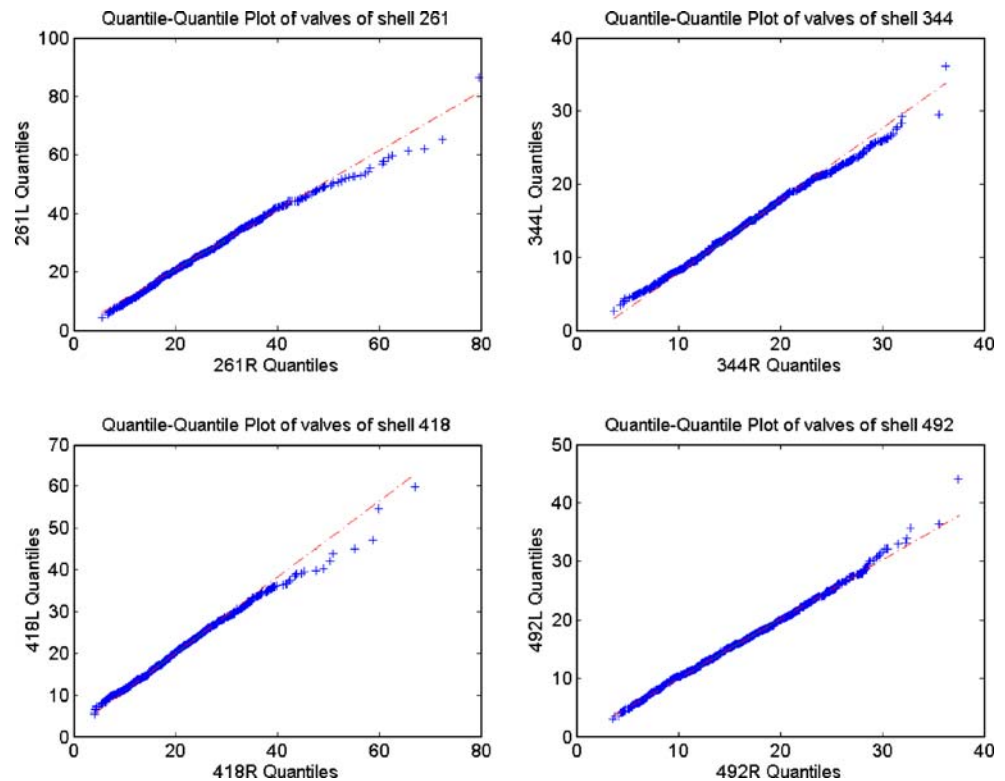 Quantile-Quantile Plot of valves of shell 261
100
80
60
40
20
0
0 20 40 60 80
261L Quantiles
261R Quantiles
Quantile-Quantile Plot of valves of shell 344
40
30
20
10
0
0 10 20 30 40
344L Quantiles
344R Quantiles
Quantile-Quantile Plot of valves of shell 418
70
60
50
40
30
20
10
0
0 20 40 60 80
418L Quantiles
418R Quantiles
Quantile-Quantile Plot of valves of shell 492
50
40
30
20
10
0
0 10 20 30 40
492L Quantiles
492R Quantiles